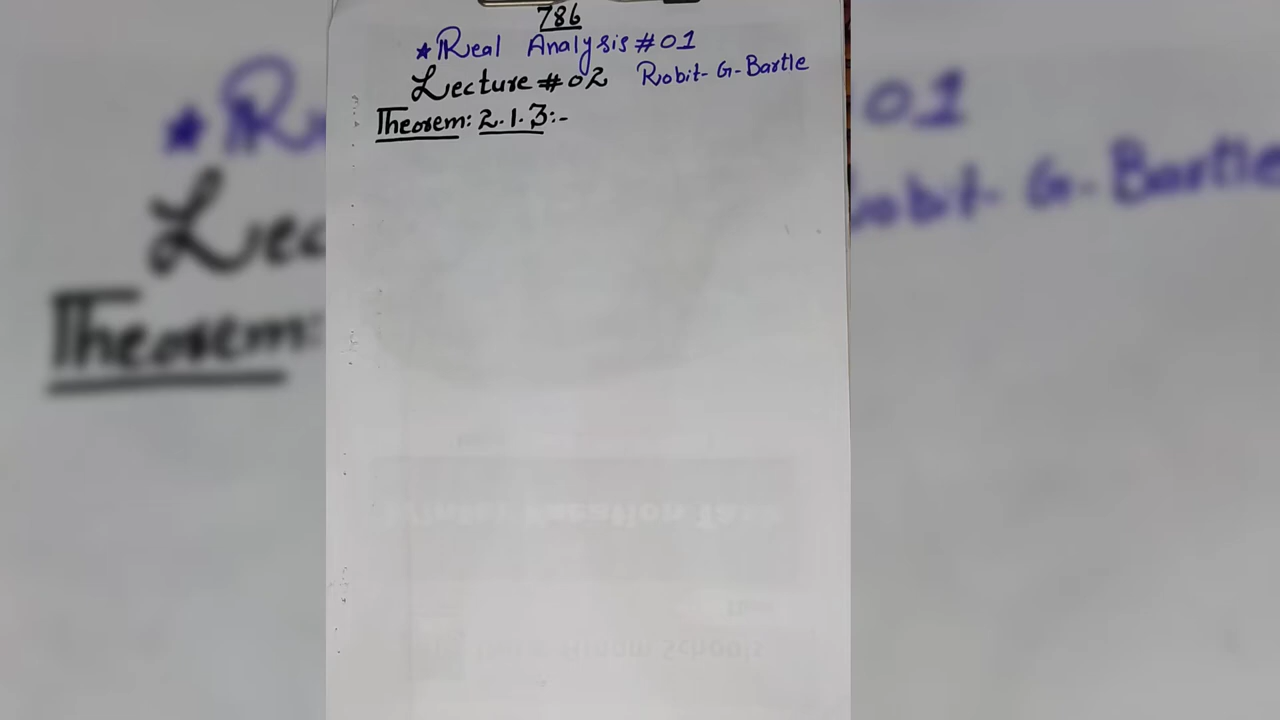 786
★ Real Analysis #01
Lecture #02 Robit-G-Bartle
Theorem: 2.1.3:-